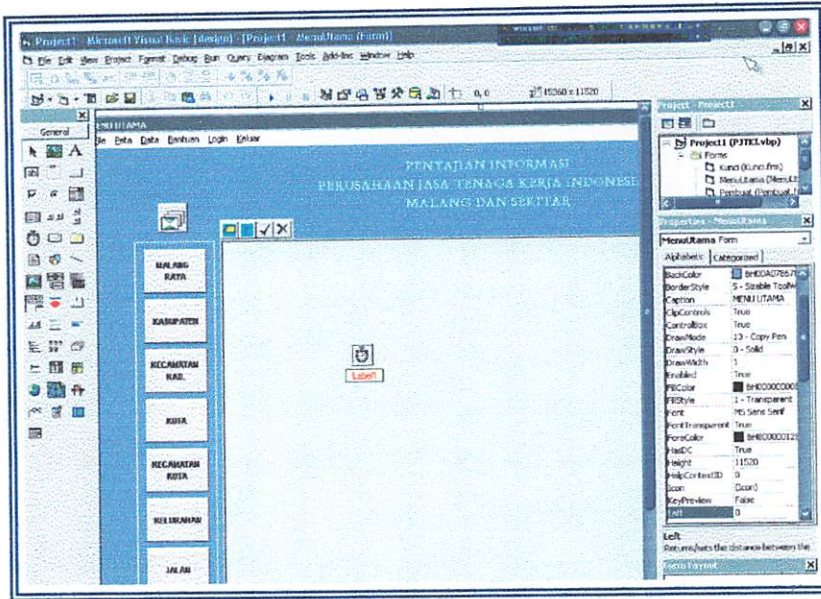 Project1 - Microsoft Visual Basic [design] - [Project1 - MenuUtama (Form)]
File Edit View Project Format Debug Run Query Diagram Tools Add-Ins Window Help
0, 0
15360 x 11520
General
MENU UTAMA
Peta Data Bantuan Login Keluar
PENYAJIAN INFORMASI
PERUSAHAAN JASA TENAGA KERJA INDONES
MALANG DAN SEKITAR
MALANG
RAYA
KABUPATEN
KECAMATAN
KAB.
KOTA
KECAMATAN
KOTA
KELURAHAN
JALAN
Label1
Project - Project1
Project1 (PJTKI.vbp)
Forms
Kunci (Kunci.frm)
MenuUtama (MenuUt
Pembuat (Pembuat.f
Properties - MenuUtama
MenuUtama Form
Alphabetic Categorized
BackColor
BorderStyle 5 - Sizable ToolW
Caption MENU UTAMA
ClipControls True
ControlBox True
DrawMode 13 - Copy Pen
DrawStyle 0 - Solid
DrawWidth 1
Enabled True
FillColor
FillStyle 1 - Transparent
Font MS Sans Serif
FontTransparent True
ForeColor
HasDC True
Height 11520
HelpContextID 0
Icon (Icon)
KeyPreview False
Left 0
Left
Returns/sets the distance between the
Form Layout